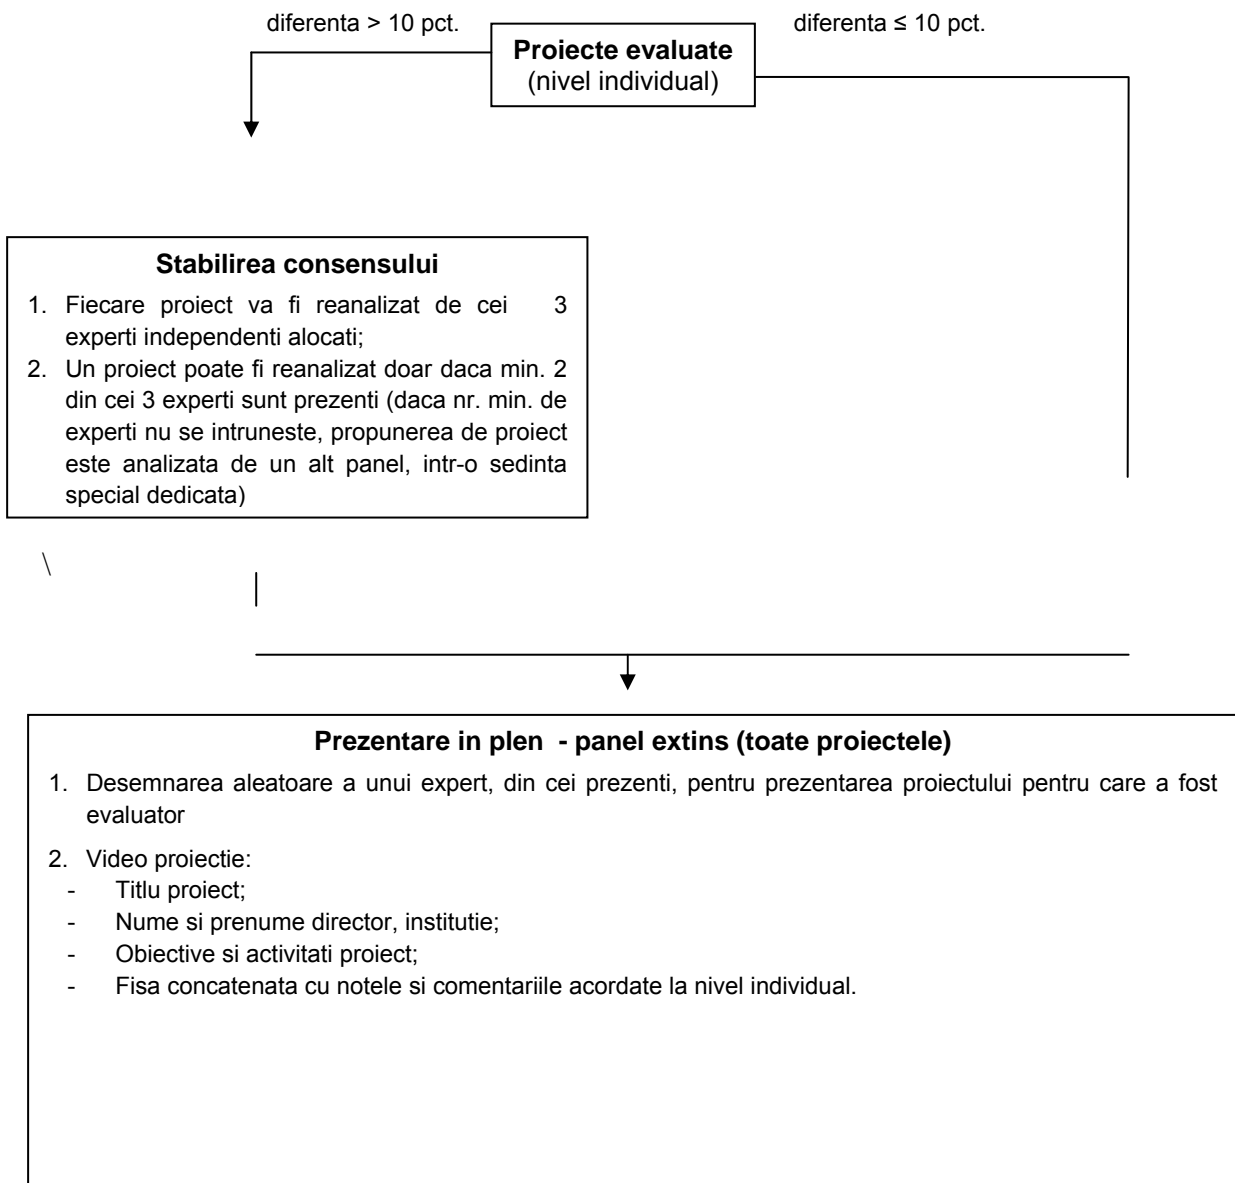 diferenta > 10 pct.
diferenta ≤ 10 pct.
Proiecte evaluate
(nivel individual)
Stabilirea consensului
1. Fiecare proiect va fi reanalizat de cei 3
experti independenti alocati;
2. Un proiect poate fi reanalizat doar daca min. 2
din cei 3 experti sunt prezenti (daca nr. min. de
experti nu se intruneste, propunerea de proiect
este analizata de un alt panel, intr-o sedinta
special dedicata)
\
Prezentare in plen - panel extins (toate proiectele)
1. Desemnarea aleatoare a unui expert, din cei prezenti, pentru prezentarea proiectului pentru care a fost
evaluator
2. Video proiectie:
- Titlu proiect;
- Nume si prenume director, institutie;
- Obiective si activitati proiect;
- Fisa concatenata cu notele si comentariile acordate la nivel individual.